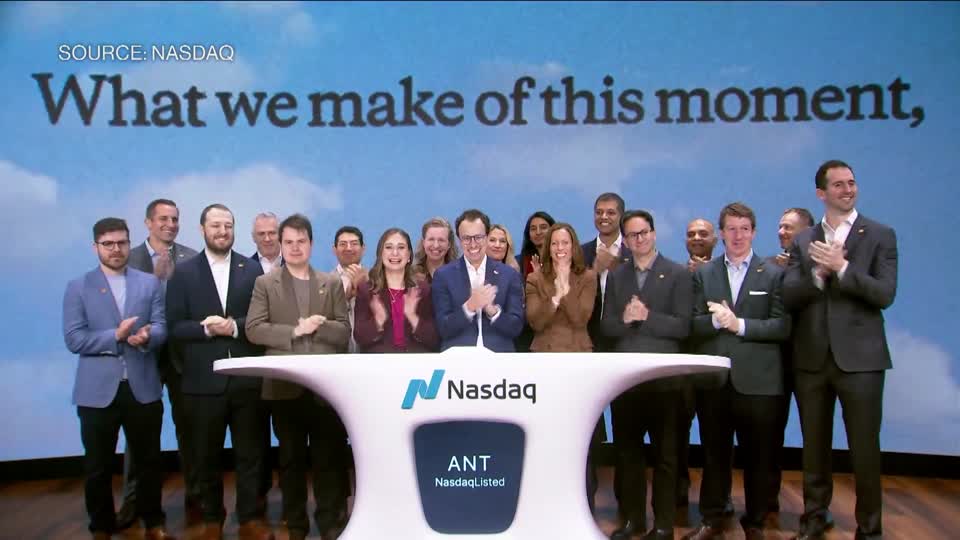 SOURCE: NASDAQ
What we make of this moment,
Nasdaq
ANT
NasdaqListed